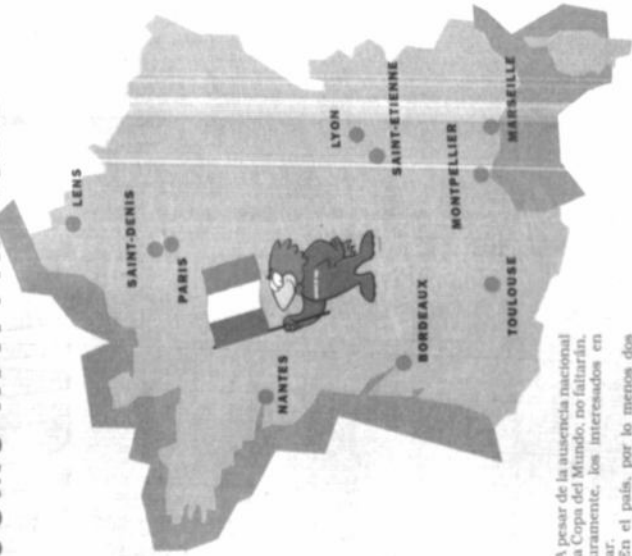 LENS
SAINT-DENIS
PARIS
NANTES
LYON
SAINT-ETIENNE
BORDEAUX
MONTPELLIER
MARSEILLE
TOULOUSE
pesar de la ausencia nacional
a Copa del Mundo, no faltarán,
aramente, los interesados en
ar.
En el país, por lo menos dos